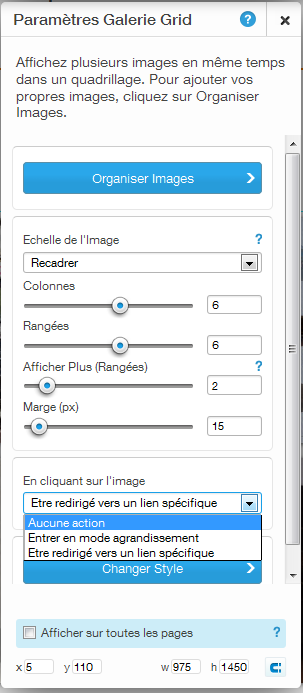 Paramètres Galerie Grid
?
×
Affichez plusieurs images en même temps
dans un quadrillage. Pour ajouter vos
propres images, cliquez sur Organiser
Images.
Organiser Images
Echelle de l'Image ?
Recadrer
Colonnes
6
Rangées
6
Afficher Plus (Rangées) ?
2
Marge (px)
15
En cliquant sur l'image
Etre redirigé vers un lien spécifique
Aucune action
Entrer en mode agrandissement
Etre redirigé vers un lien spécifique
Changer Style
Afficher sur toutes les pages ?
x 5 y 110 w 975 h 1450